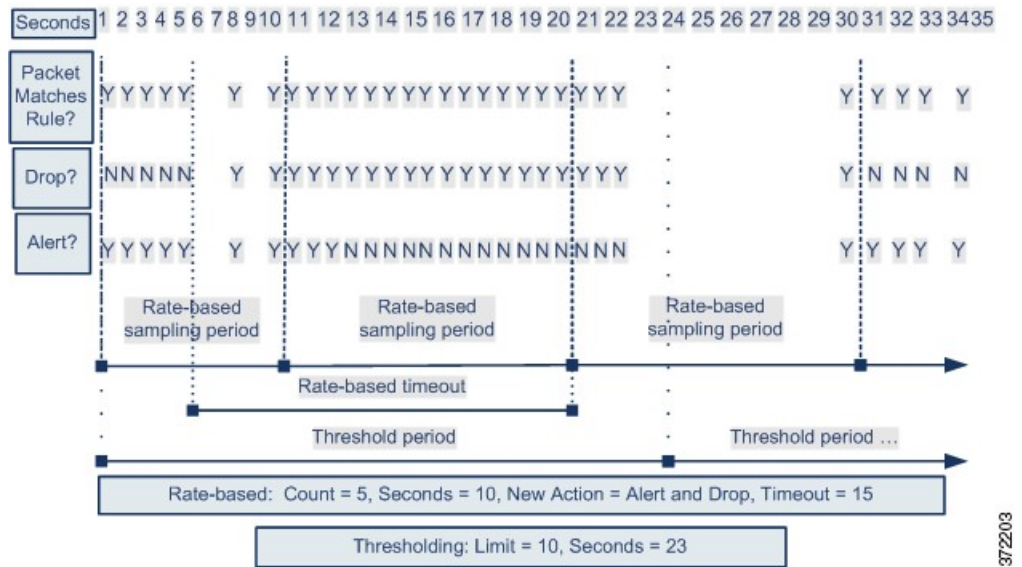 Seconds 1 2 3 4 5 6 7 8 9 10 11 12 13 14 15 16 17 18 19 20 21 22 23 24 25 26 27 28 29 30 31 32 33 34 35
Packet
Matches
Rule?
Y Y Y Y Y Y Y Y Y Y Y Y Y Y Y Y Y Y Y Y Y Y Y Y Y Y Y
Drop?
N N N N N Y Y Y Y Y Y Y Y Y Y Y Y Y Y Y Y Y Y N N N N
Alert?
Y Y Y Y Y Y Y Y Y Y N N N N N N N N N N N N N N N Y Y Y Y Y
Rate-based
sampling period
Rate-based
sampling period
Rate-based
sampling period
Rate-based timeout
Threshold period
Threshold period ...
Rate-based: Count = 5, Seconds = 10, New Action = Alert and Drop, Timeout = 15
Thresholding: Limit = 10, Seconds = 23
372203